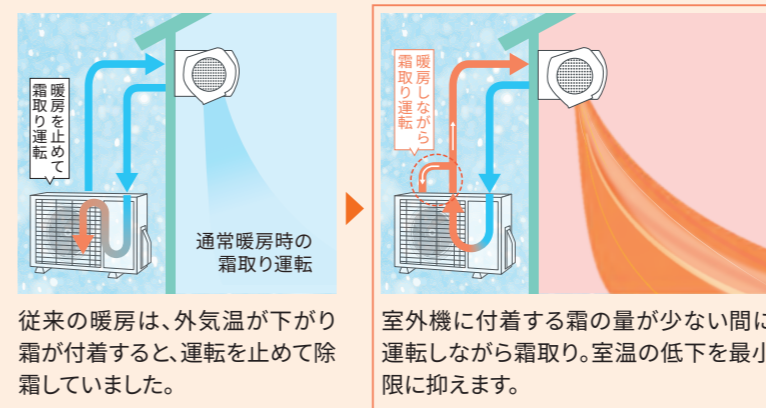 暖房を止めて
霜取り運転
通常暖房時の
霜取り運転
従来の暖房は、外気温が下がり
霜が付着すると、運転を止めて除
霜していました。
暖房しながら
霜取り運転
室外機に付着する霜の量が少ない間に
運転しながら霜取り。室温の低下を最小
限に抑えます。